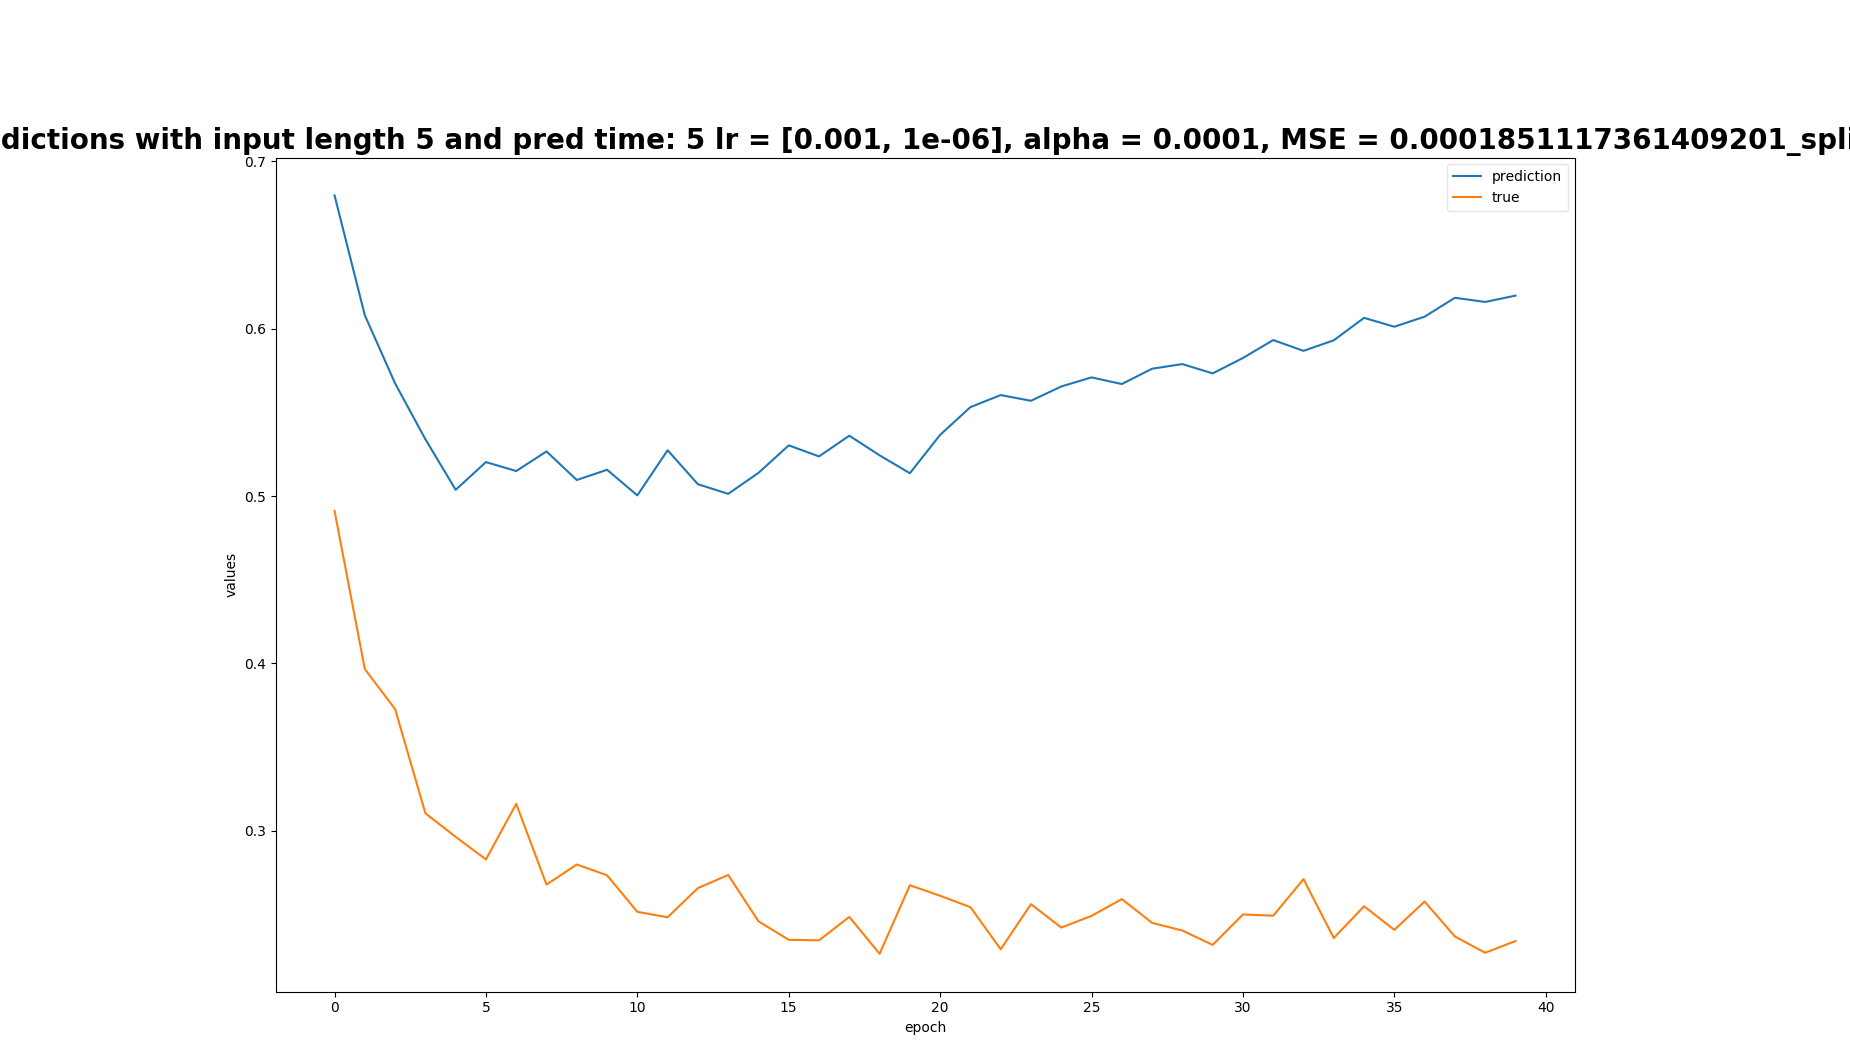 dictions with input length 5 and pred time: 5 lr = [0.001, 1e-06], alpha = 0.0001, MSE = 0.0001851117361409201_spli
prediction
true
0.7
0.6
0.5
0.4
0.3
values
0
5
10
15
20
25
30
35
40
epoch